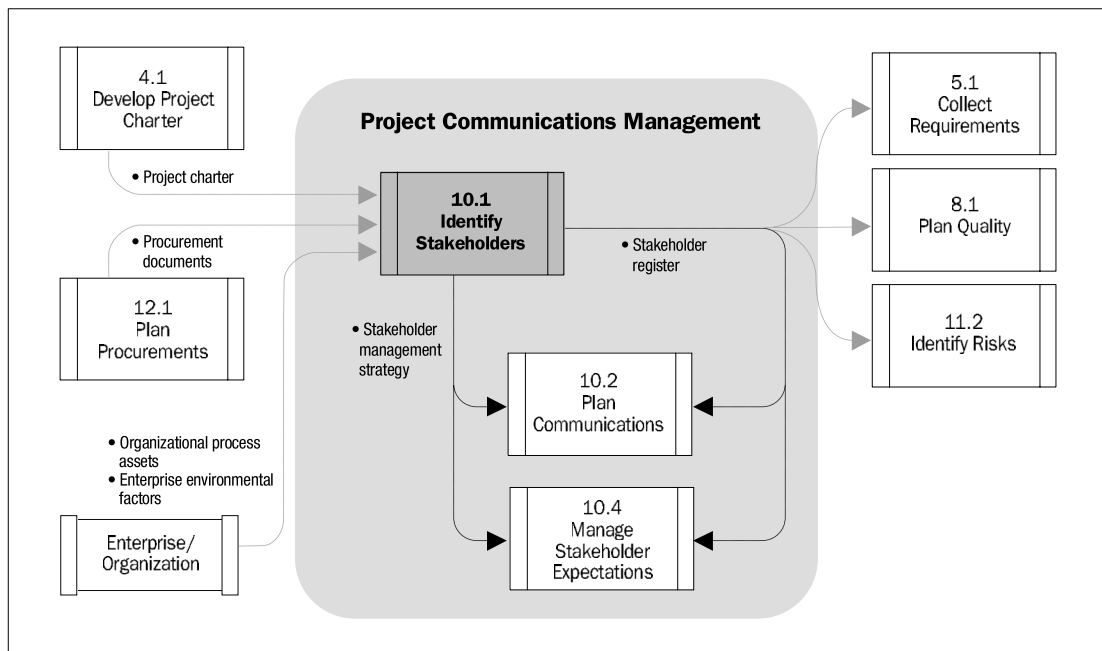 4.1
Develop Project
Charter
• Project charter
• Procurement
documents
12.1
Plan
Procurements
• Organizational process
assets
• Enterprise environmental
factors
Enterprise/
Organization
Project Communications Management
10.1
Identify
Stakeholders
• Stakeholder
register
• Stakeholder
management
strategy
10.2
Plan
Communications
10.4
Manage
Stakeholder
Expectations
5.1
Collect
Requirements
8.1
Plan Quality
11.2
Identify Risks